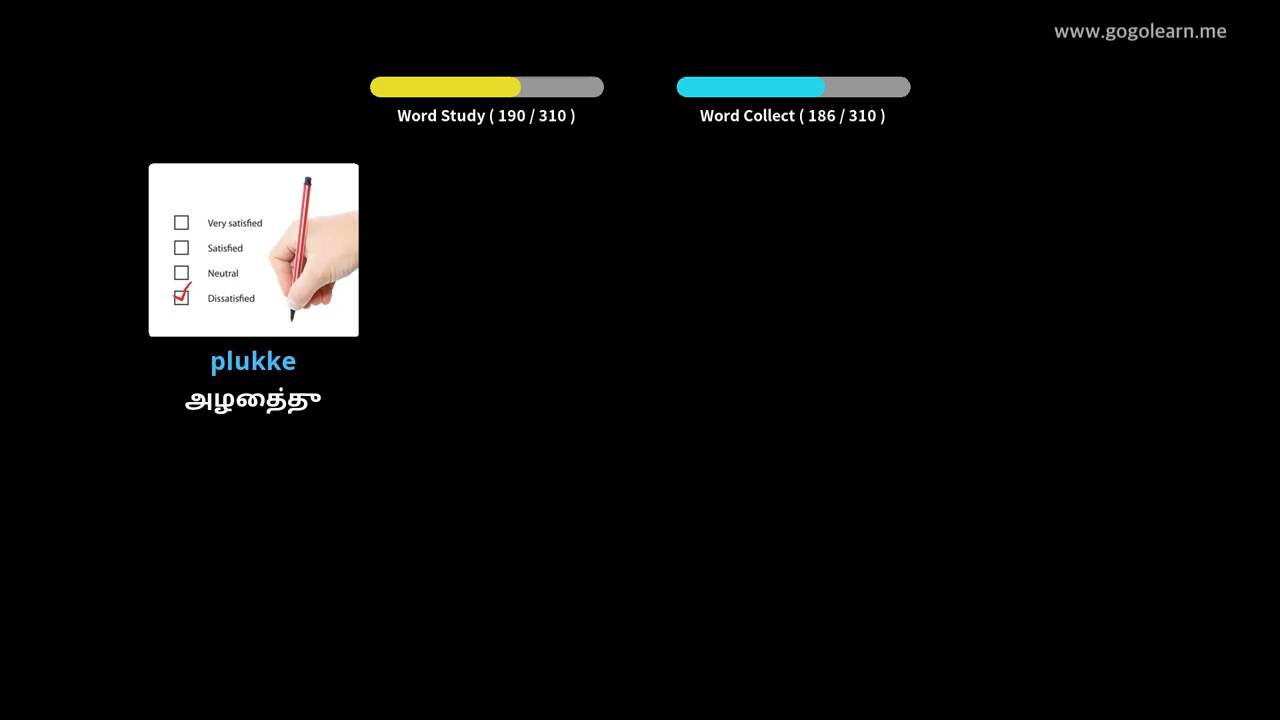 www.gogolearn.me
Word Study ( 190 / 310 )
Word Collect ( 186 / 310 )
Very satisfied
Satisfied
Neutral
Dissatisfied
plukke
அழதை்து